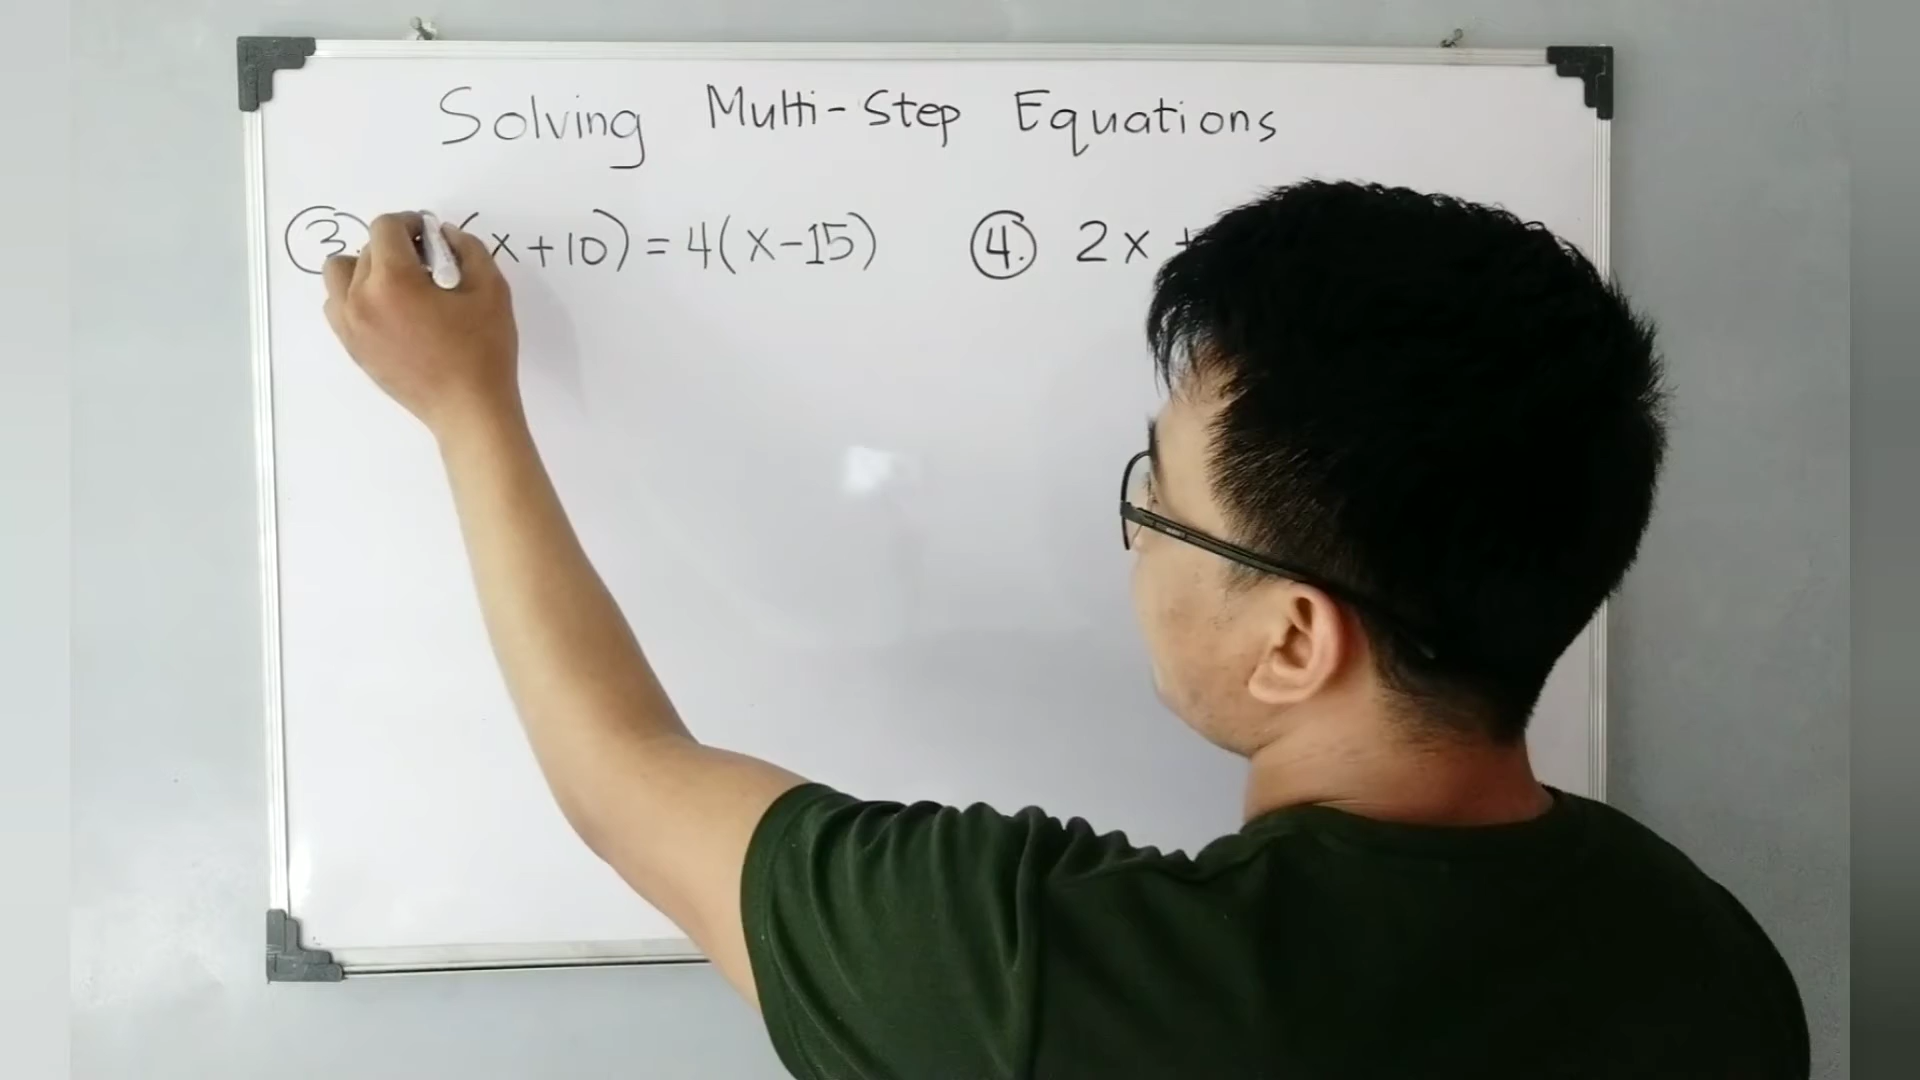 Solving Multi-Step Equations
3. (x+10) = 4(x-15) 4. 2x +